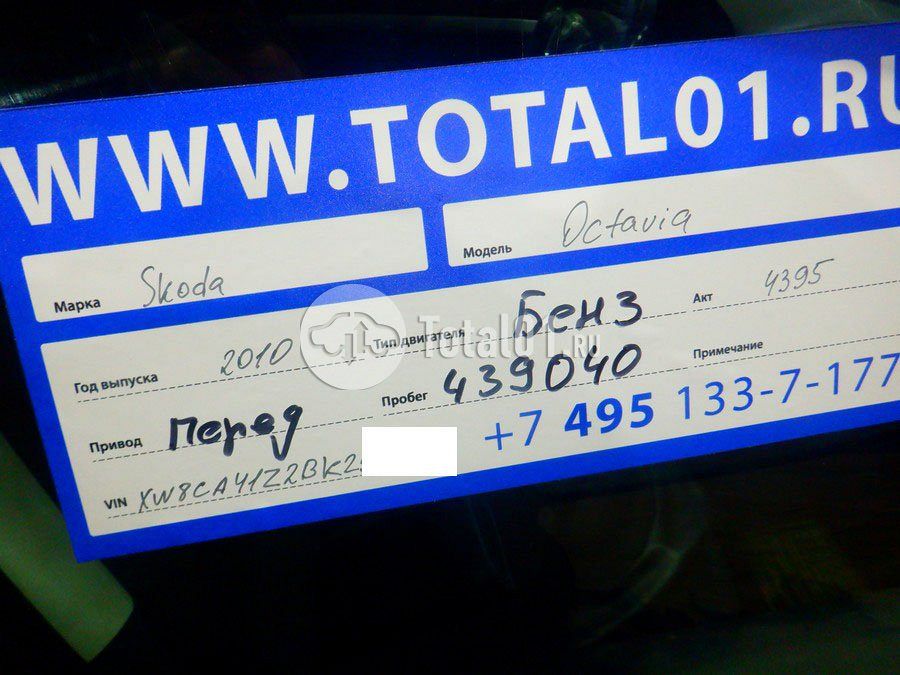 WWW.TOTAL01.RU
Марка Skoda Модель Octavia
Год выпуска 2010 Тип двигателя Бенз Акт 4395
Total01.RU
Привод Перед Пробег 439040 Примечание
+7 495 133-7-177
VIN XW8CA41Z2BK2